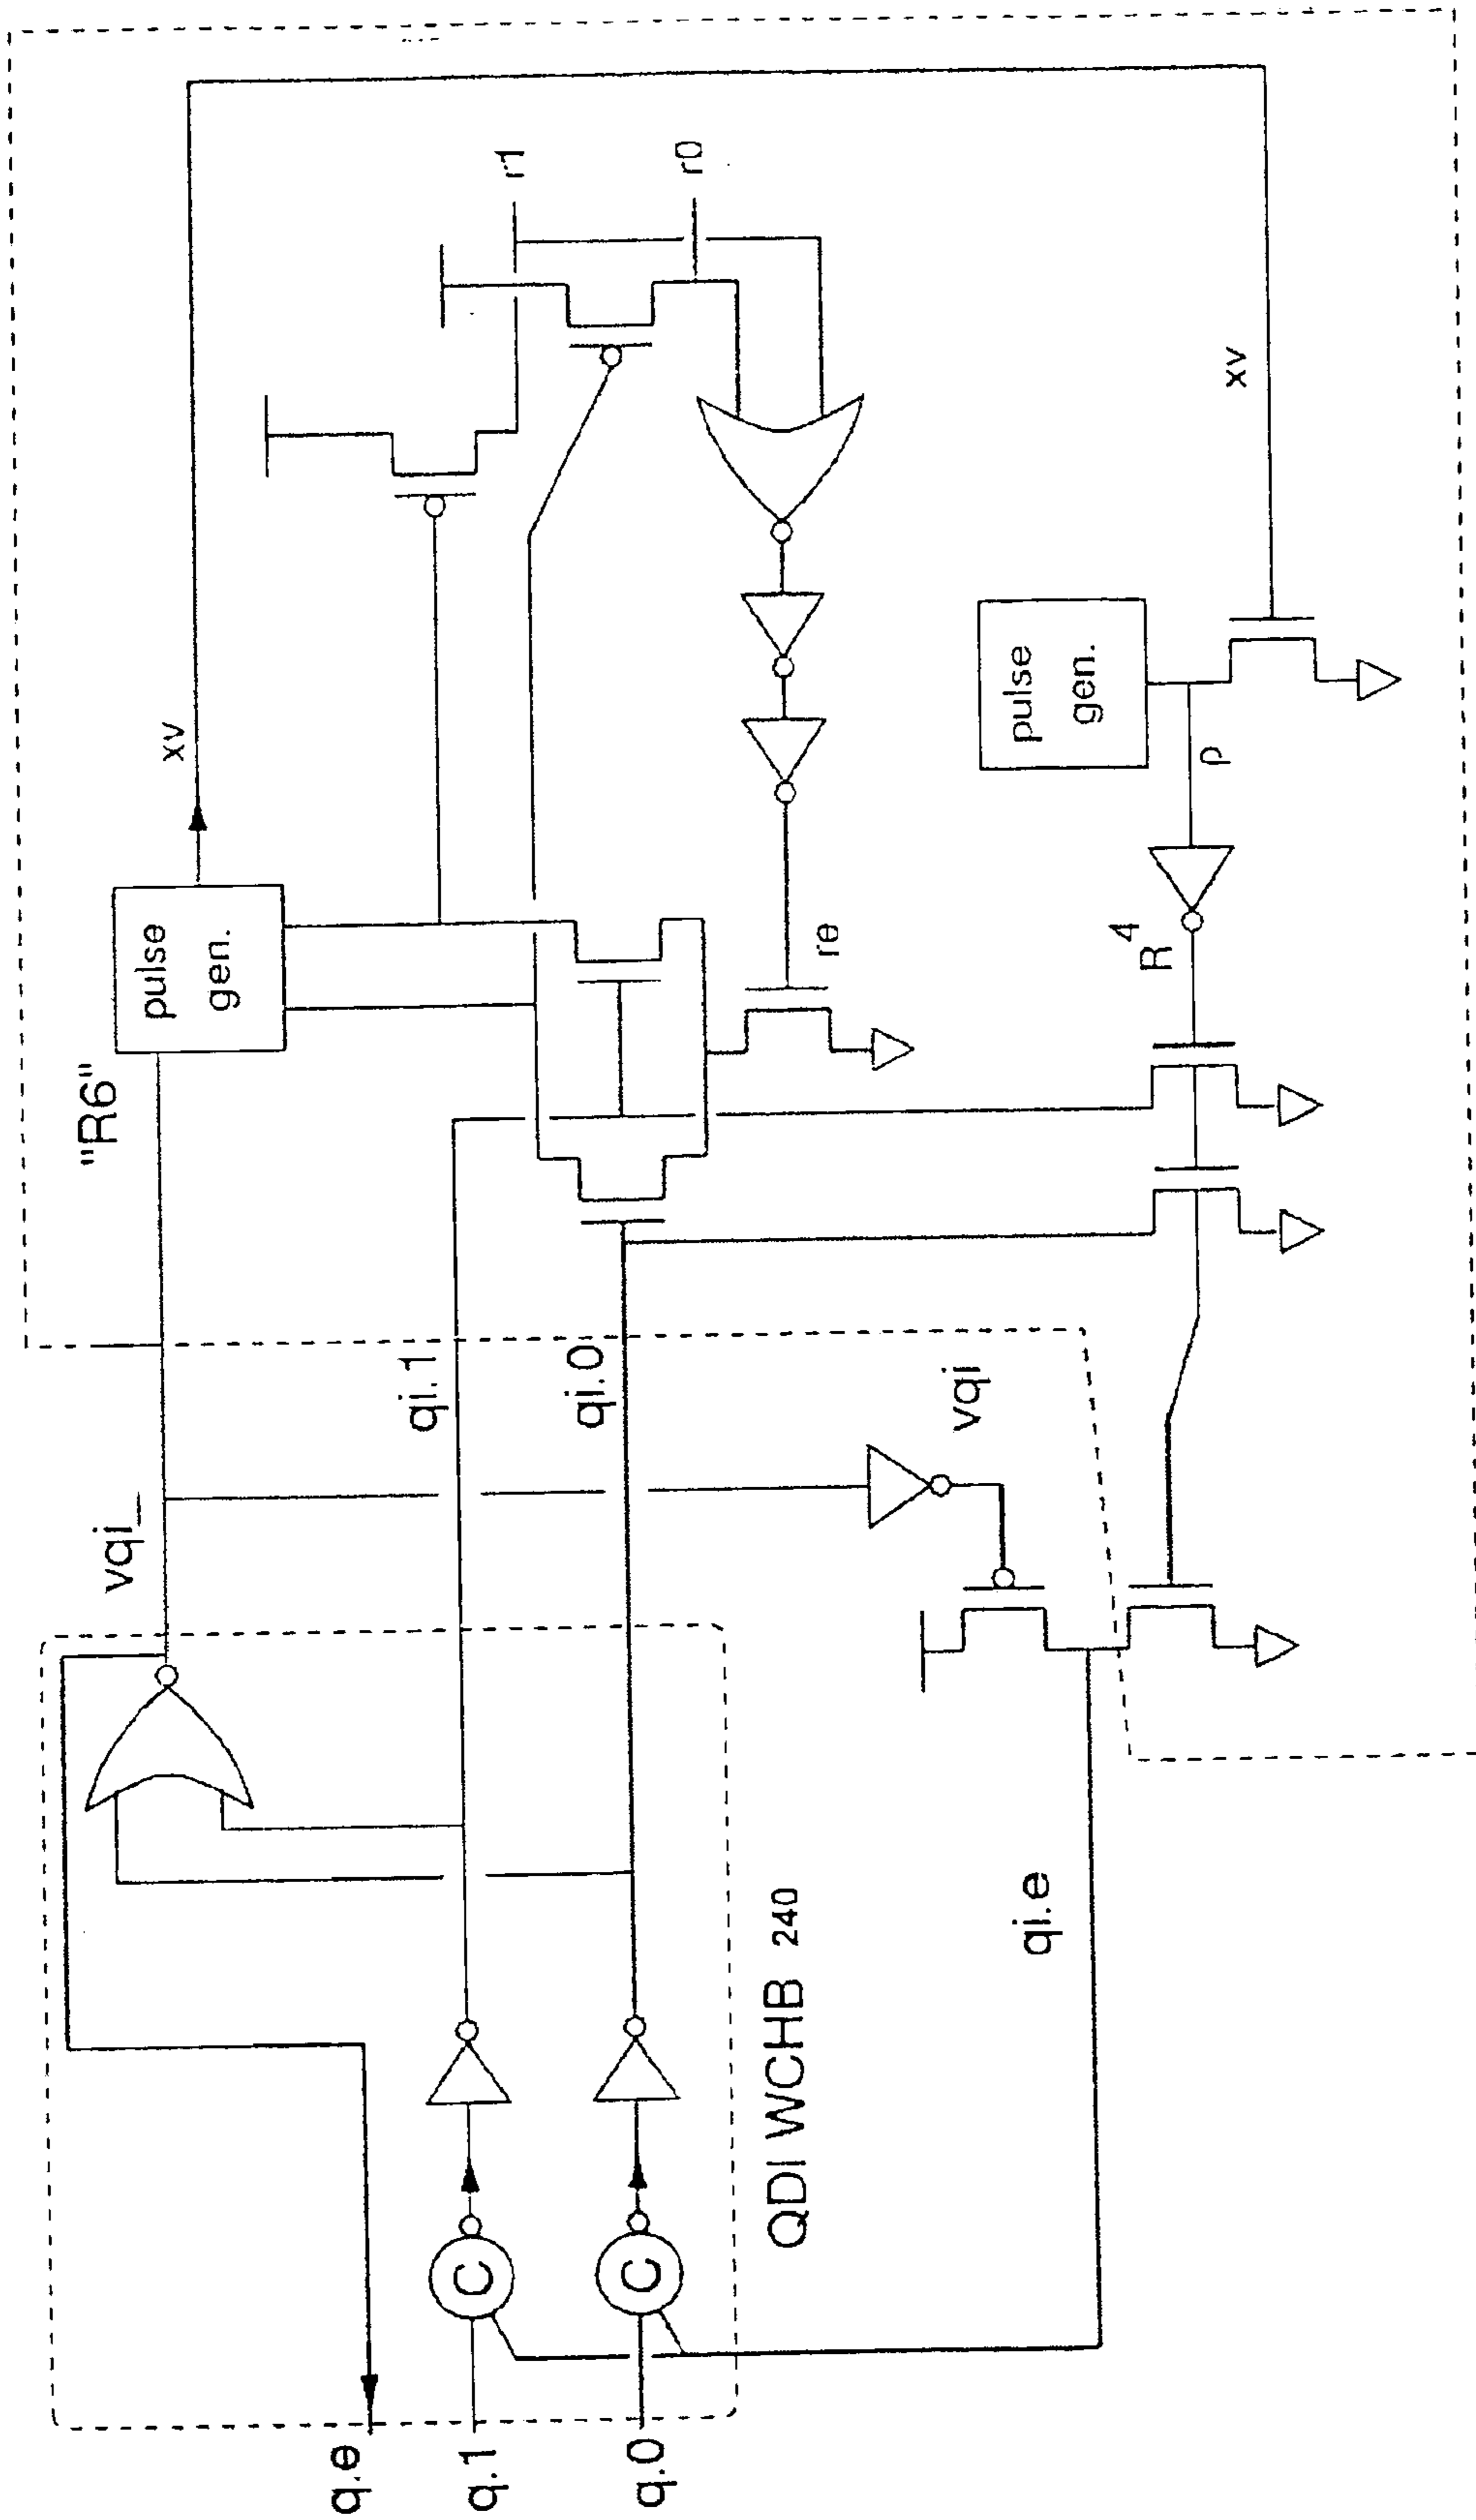 "R6"
pulse
gen.
xv
r1
r0
xv
re
pulse
gen.
ρ
R
4
vqi_
qi.1
qi.0
vqi
q.e
q.1
q.0
C
C
QDI WCHB 240
qi.e